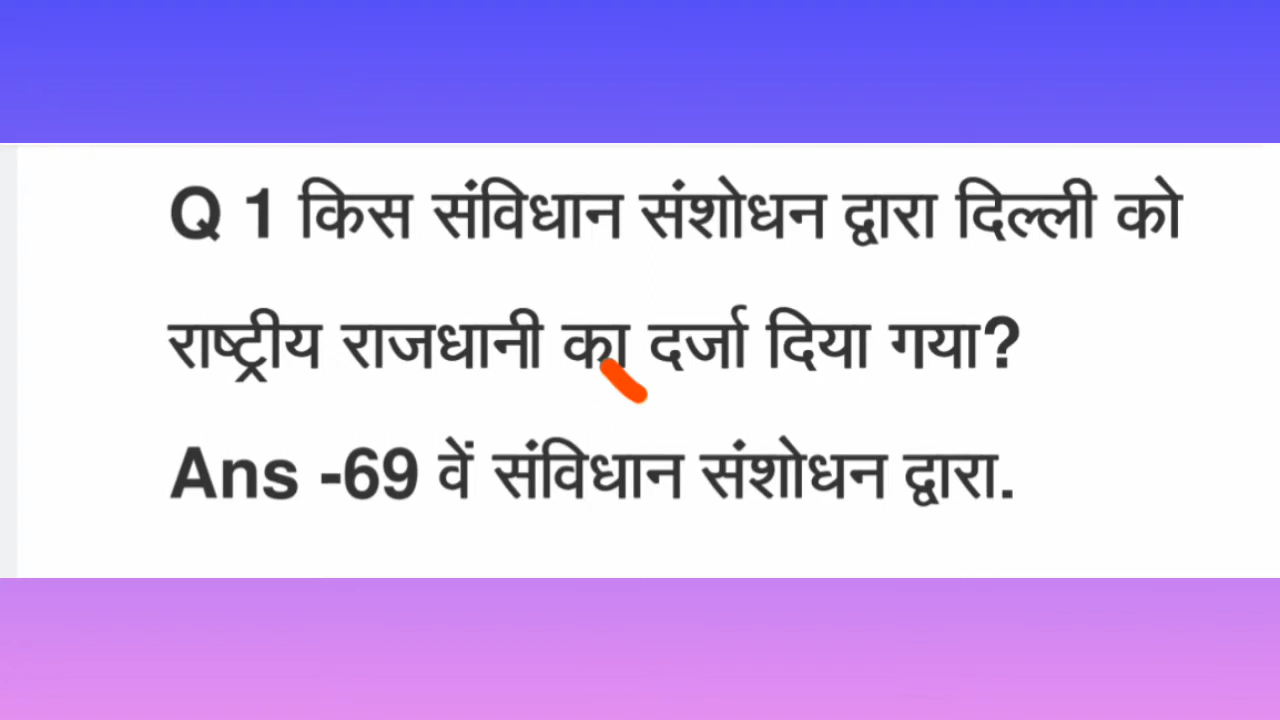 Q 1 किस संविधान संशोधन द्वारा दिल्ली को
राष्ट्रीय राजधानी का दर्जा दिया गया?
Ans -69 वें संविधान संशोधन द्वारा.